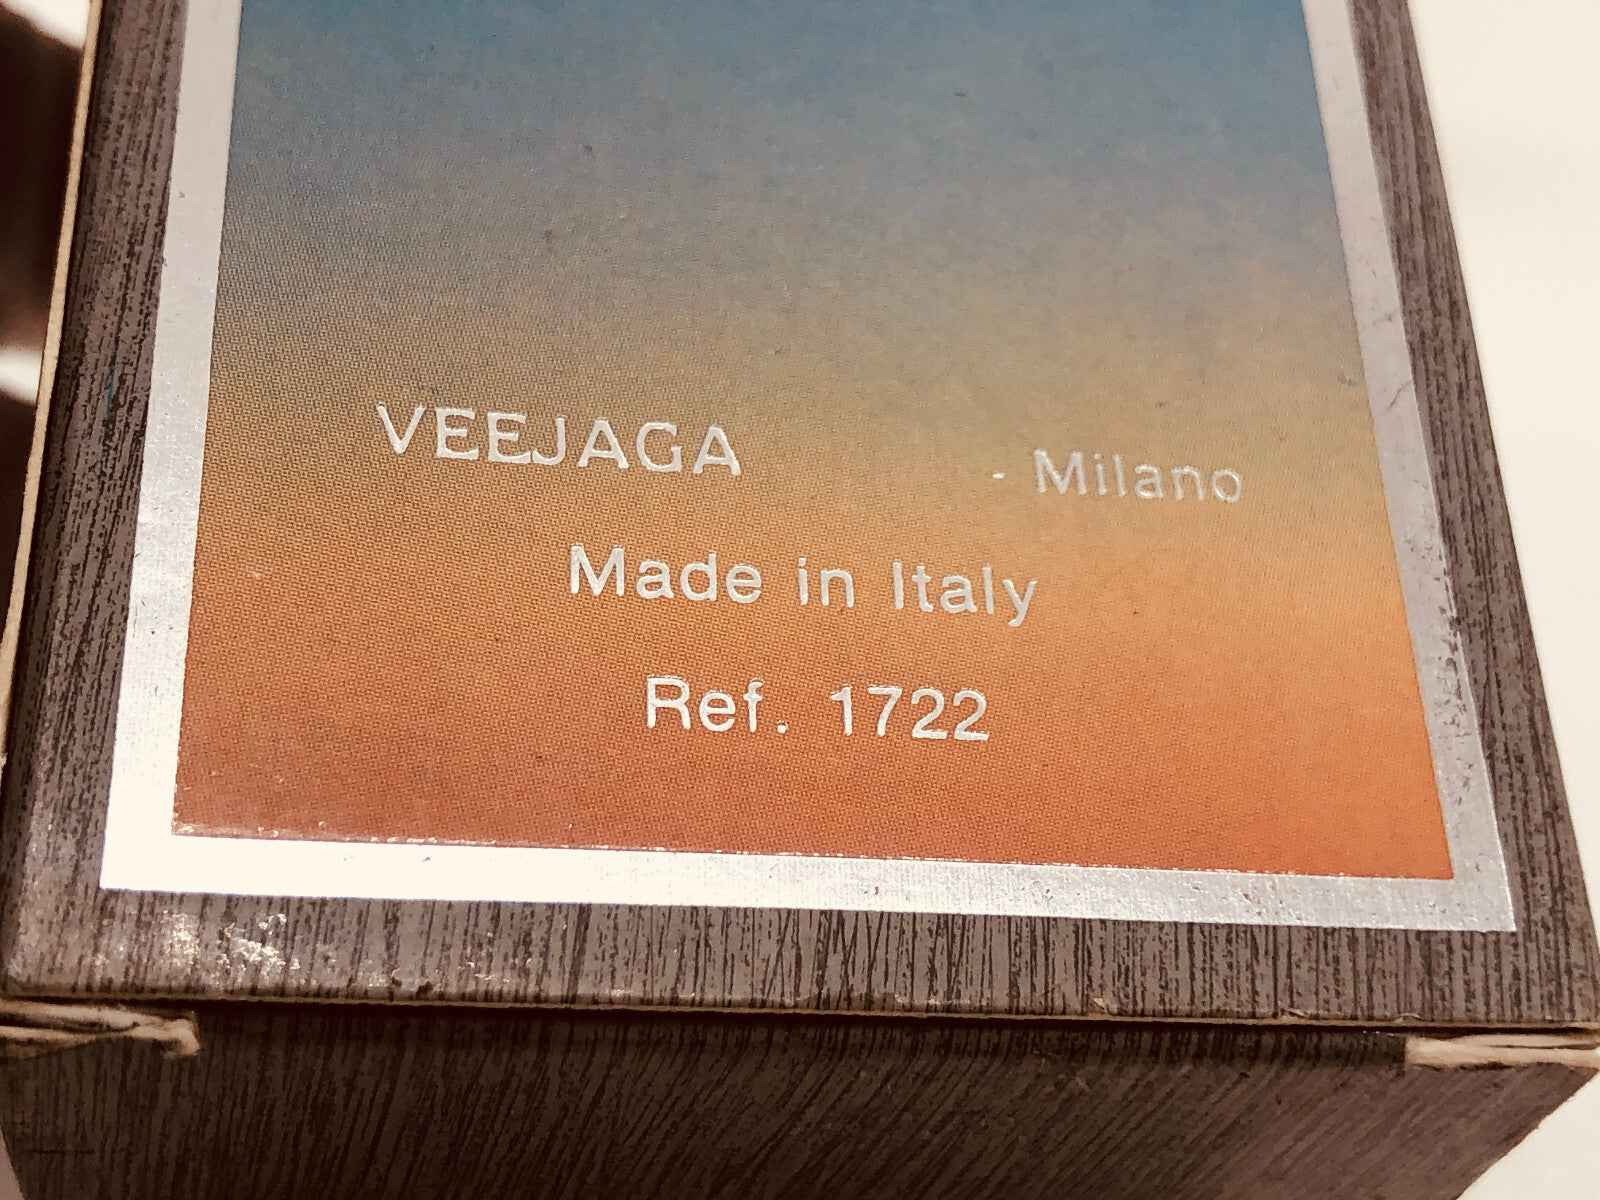 VEEJAGA - Milano
Made in Italy
Ref. 1722